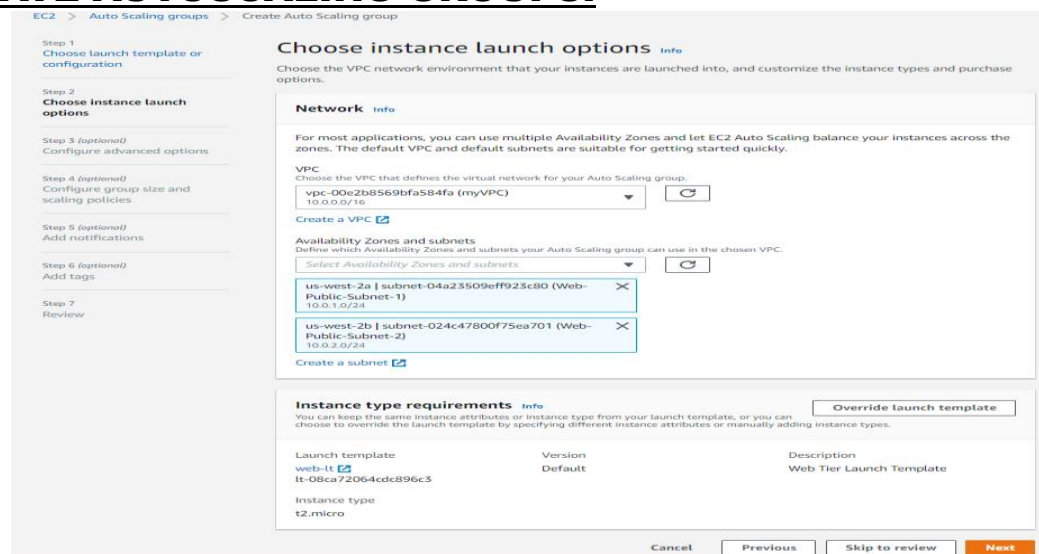 EC2 > Auto Scaling groups > Create Auto Scaling group
Step 1
Choose launch template or
configuration
Step 2
Choose instance launch
options
Step 3 (optional)
Configure advanced options
Step 4 (optional)
Configure group size and
scaling policies
Step 5 (optional)
Add notifications
Step 6 (optional)
Add tags
Step 7
Review
Choose instance launch options Info
Choose the VPC network environment that your instances are launched into, and customize the instance types and purchase
options.
Network Info
For most applications, you can use multiple Availability Zones and let EC2 Auto Scaling balance your instances across the
zones. The default VPC and default subnets are suitable for getting started quickly.
VPC
Choose the VPC that defines the virtual network for your Auto Scaling group.
vpc-00e2b8569bfa584fa (myVPC)
10.0.0.0/16
Create a VPC
Availability Zones and subnets
Define which Availability Zones and subnets your Auto Scaling group can use in the chosen VPC.
Select Availability Zones and subnets
us-west-2a | subnet-04a23509eff923c80 (Web-
Public-Subnet-1)
10.0.1.0/24
us-west-2b | subnet-024c47800f75ea701 (Web-
Public-Subnet-2)
10.0.2.0/24
Create a subnet
Instance type requirements Info
You can keep the same instance attributes or instance type from your launch template, or you can
choose to override the launch template by specifying different instance attributes or manually adding instance types.
Override launch template
Launch template
web-lt
lt-08ca72064cdc896c3
Version
Default
Description
Web Tier Launch Template
Instance type
t2.micro
Cancel Previous Skip to review Next